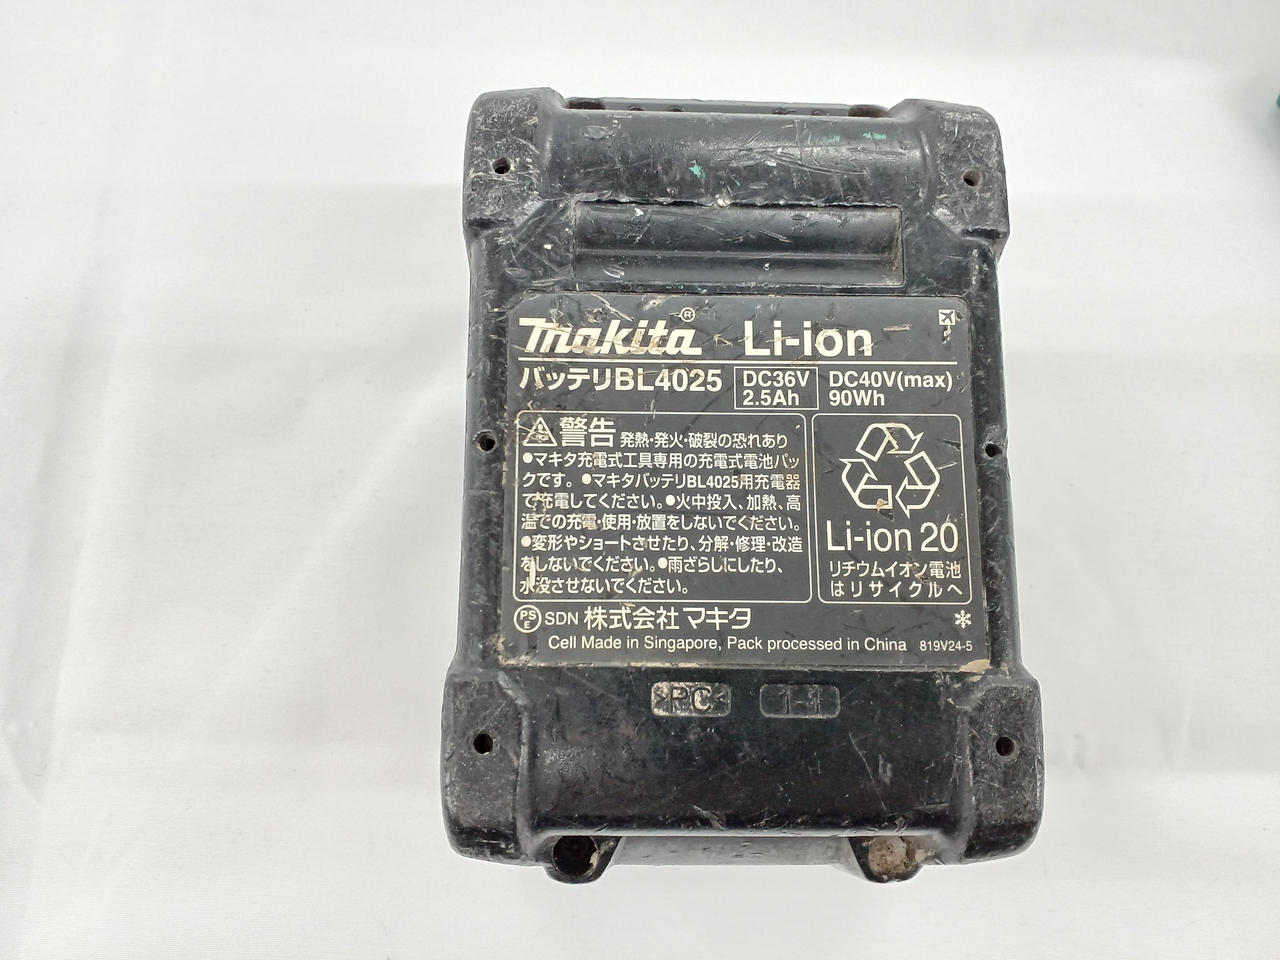 makita® Li-ion
バッテリBL4025 DC36V 2.5Ah DC40V(max) 90Wh
警告 発熱・発火・破裂の恐れあり
●マキタ充電式工具専用の充電式電池パッ
クです。●マキタバッテリBL4025用充電器
で充電してください。●火中投入、加熱、高
温での充電・使用・放置をしないでください。
●変形やショートさせたり、分解・修理・改造
をしないでください。●雨ざらしにしたり、
水没させないでください。
Li-ion 20
リチウムイオン電池
はリサイクルへ
PS
E
SDN 株式会社 マキタ
Cell Made in Singapore, Pack processed in China 819V24-5
>PC< 1-1